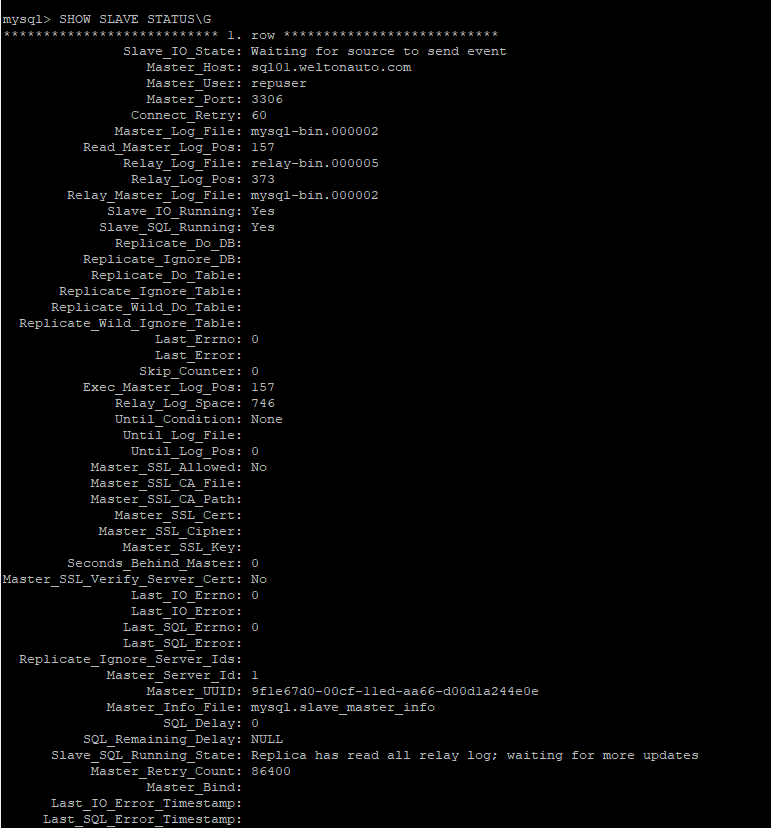 mysql> SHOW SLAVE STATUS\G
*************************** 1. row ***************************
Slave_IO_State: Waiting for source to send event
Master_Host: sql01.weltonauto.com
Master_User: repuser
Master_Port: 3306
Connect_Retry: 60
Master_Log_File: mysql-bin.000002
Read_Master_Log_Pos: 157
Relay_Log_File: relay-bin.000005
Relay_Log_Pos: 373
Relay_Master_Log_File: mysql-bin.000002
Slave_IO_Running: Yes
Slave_SQL_Running: Yes
Replicate_Do_DB:
Replicate_Ignore_DB:
Replicate_Do_Table:
Replicate_Ignore_Table:
Replicate_Wild_Do_Table:
Replicate_Wild_Ignore_Table:
Last_Errno: 0
Last_Error:
Skip_Counter: 0
Exec_Master_Log_Pos: 157
Relay_Log_Space: 746
Until_Condition: None
Until_Log_File:
Until_Log_Pos: 0
Master_SSL_Allowed: No
Master_SSL_CA_File:
Master_SSL_CA_Path:
Master_SSL_Cert:
Master_SSL_Cipher:
Master_SSL_Key:
Seconds_Behind_Master: 0
Master_SSL_Verify_Server_Cert: No
Last_IO_Errno: 0
Last_IO_Error:
Last_SQL_Errno: 0
Last_SQL_Error:
Replicate_Ignore_Server_Ids:
Master_Server_Id: 1
Master_UUID: 9f1e67d0-00cf-11ed-aa66-d00d1a244e0e
Master_Info_File: mysql.slave_master_info
SQL_Delay: 0
SQL_Remaining_Delay: NULL
Slave_SQL_Running_State: Replica has read all relay log; waiting for more updates
Master_Retry_Count: 86400
Master_Bind:
Last_IO_Error_Timestamp:
Last_SQL_Error_Timestamp: